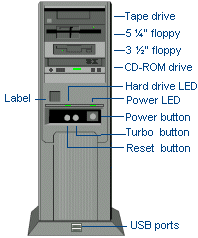 Tape drive
5 ¼" floppy
3 ½" floppy
CD-ROM drive
Hard drive LED
Label
Power LED
Power button
Turbo button
Reset button
USB ports